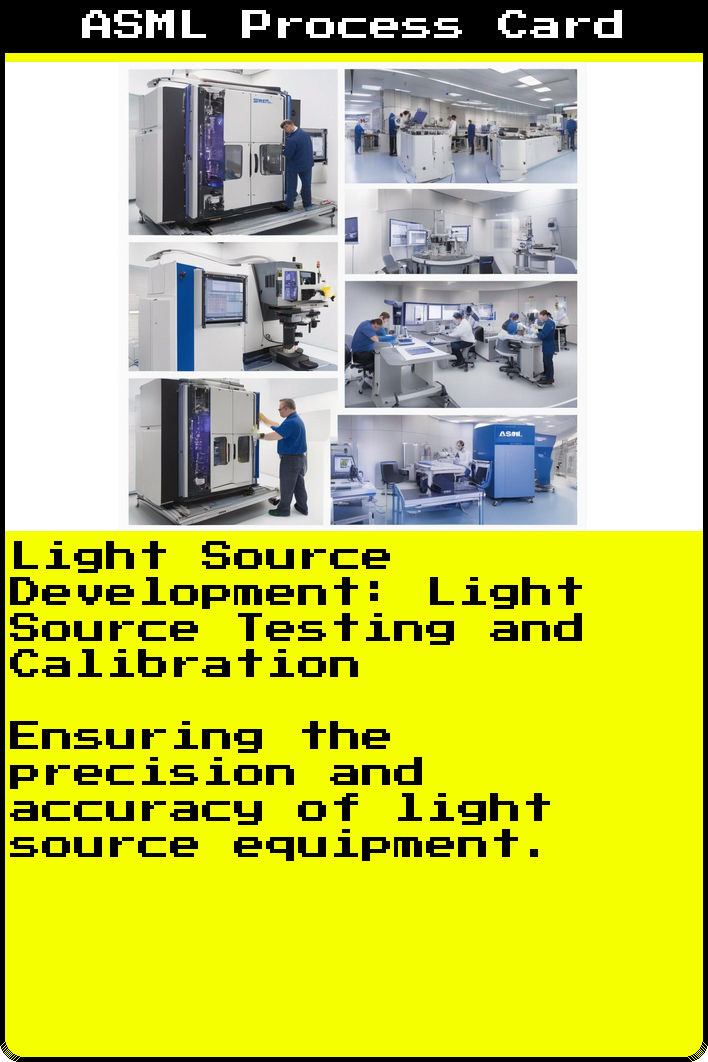 ASML Process Card
ASML
Light Source
Development: Light
Source Testing and
Calibration
Ensuring the
precision and
accuracy of light
source equipment.